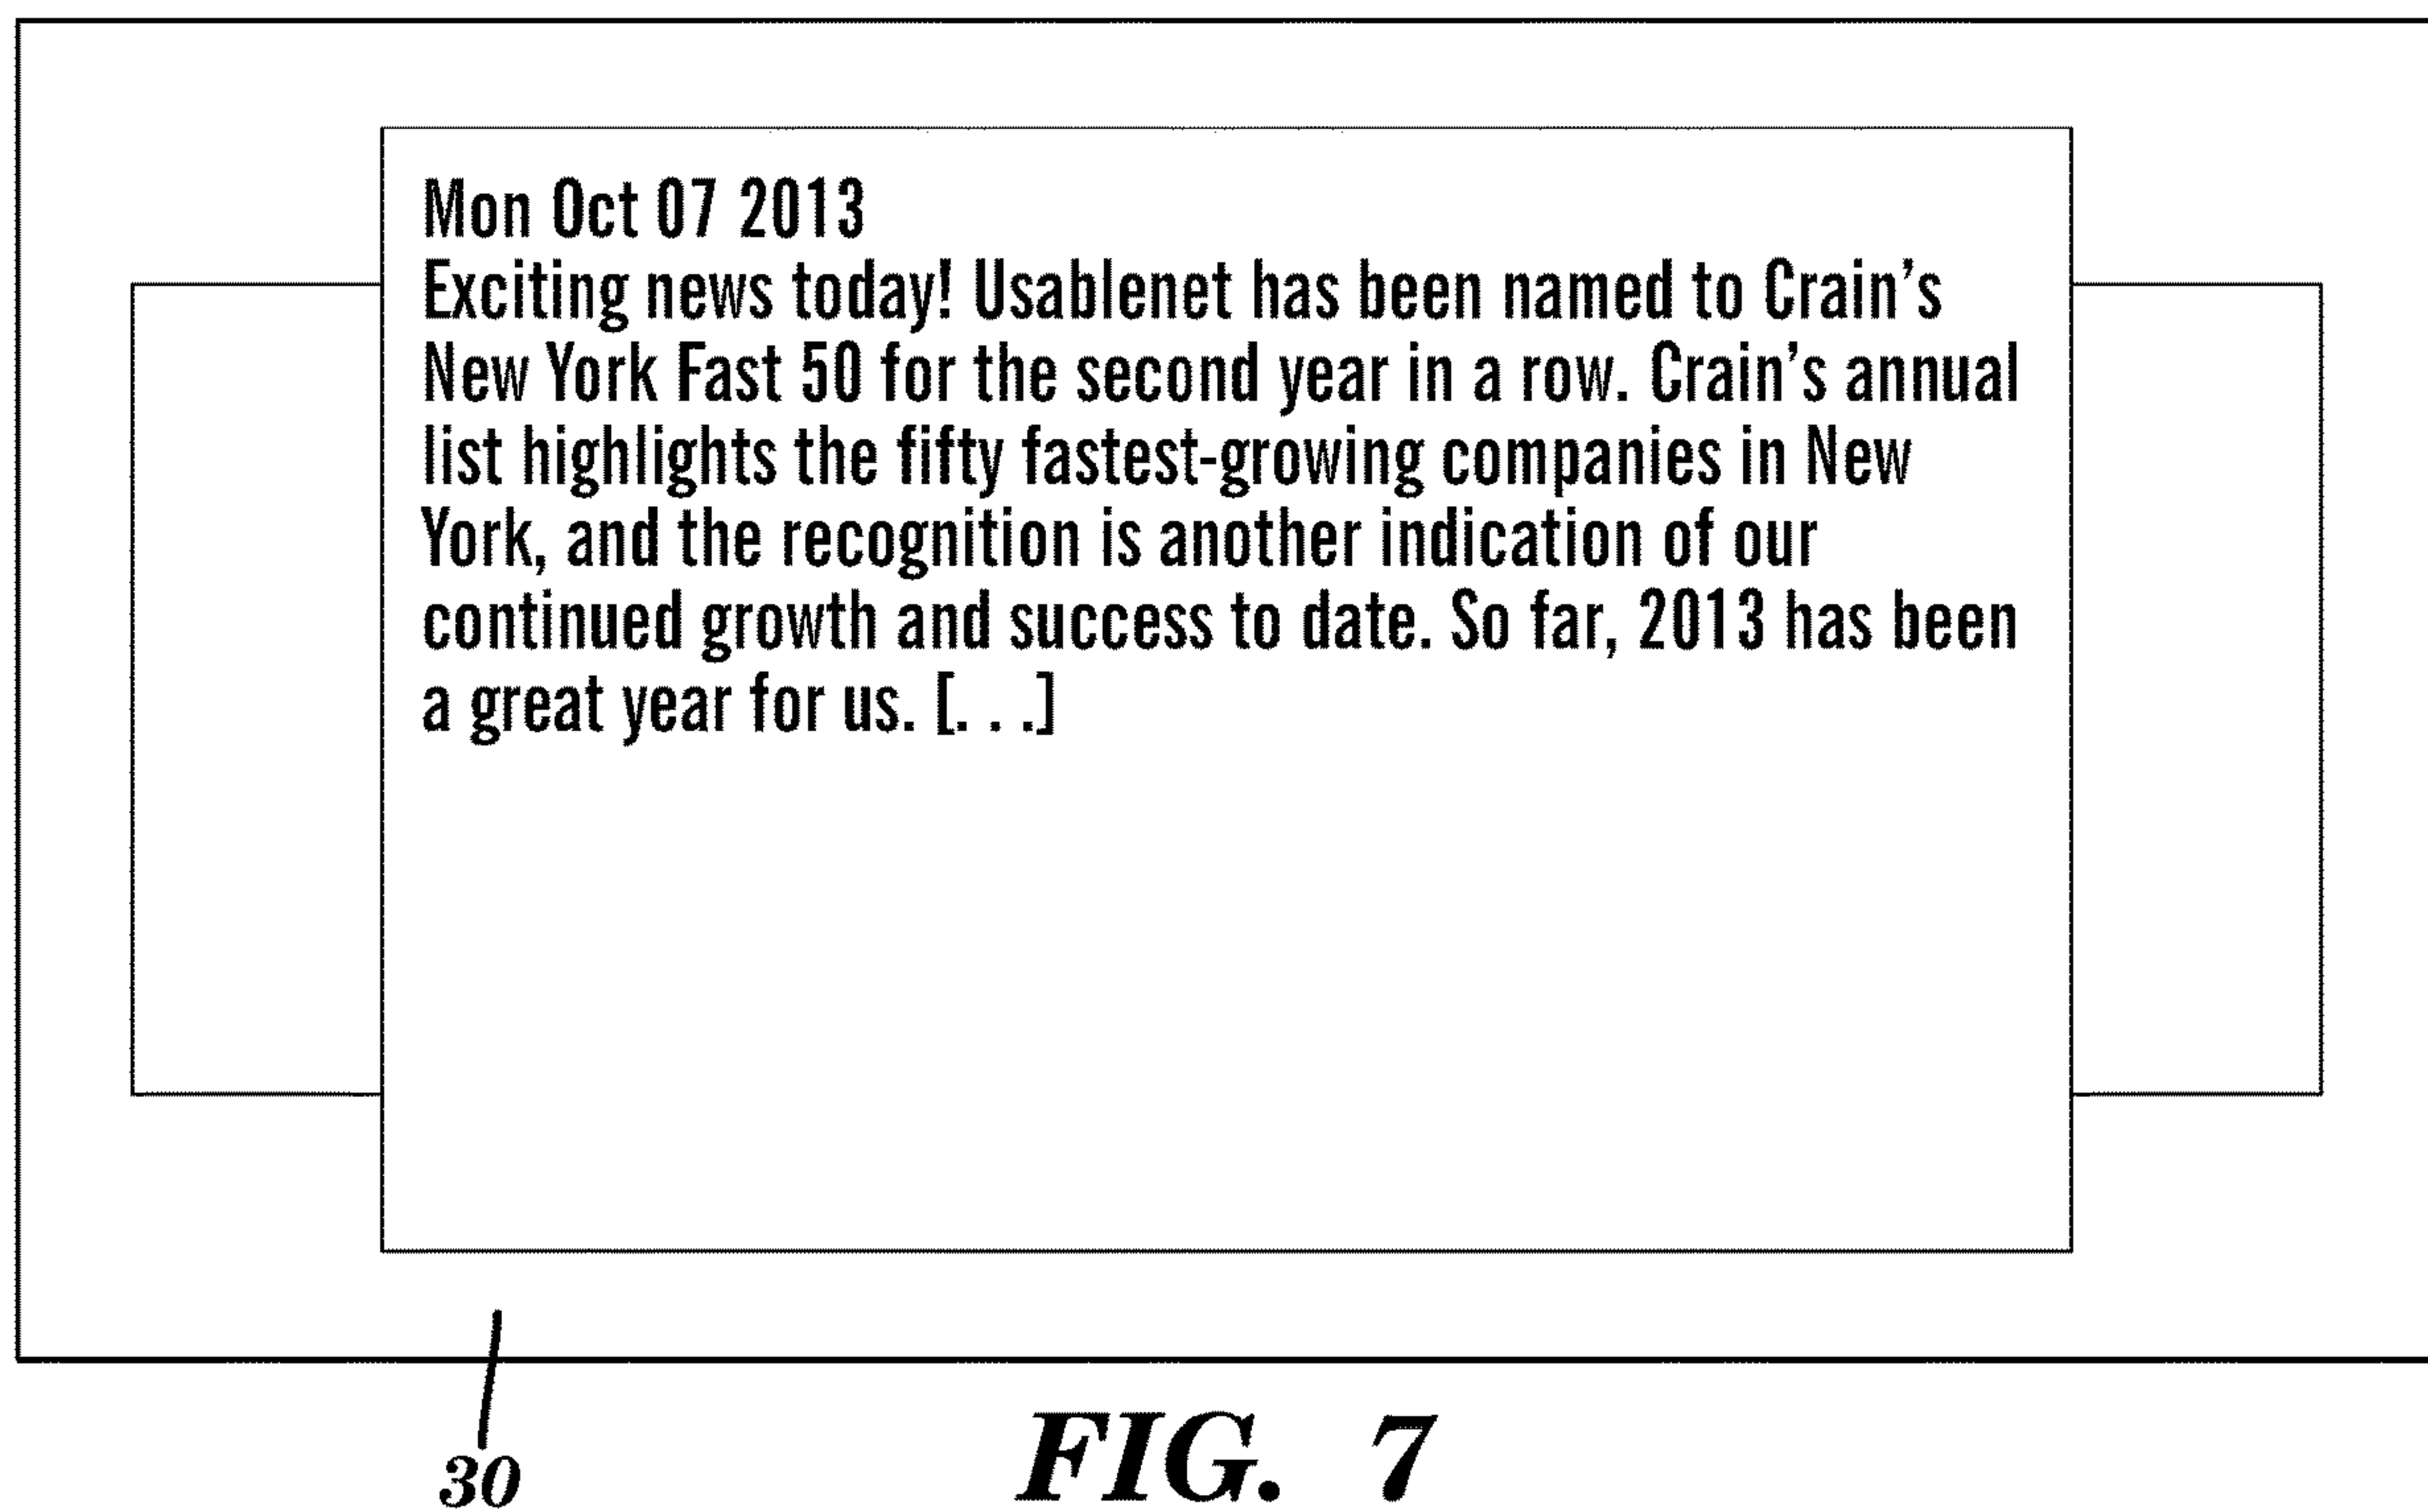 Mon Oct 07 2013
Exciting news today! Usablenet has been named to Crain’s
New York Fast 50 for the second year in a row. Crain’s annual
list highlights the fifty fastest-growing companies in New
York, and the recognition is another indication of our
continued growth and success to date. So far, 2013 has been
a great year for us. [. . .]
30
FIG. 7